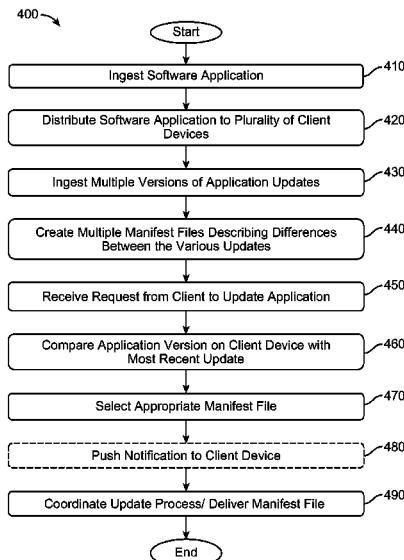 400
Start
Ingest Software Application
410
Distribute Software Application to Plurality of Client
Devices
420
Ingest Multiple Versions of Application Updates
430
Create Multiple Manifest Files Describing Differences
Between the Various Updates
440
Receive Request from Client to Update Application
450
Compare Application Version on Client Device with
Most Recent Update
460
Select Appropriate Manifest File
470
Push Notification to Client Device
480
Coordinate Update Process/ Deliver Manifest File
490
End